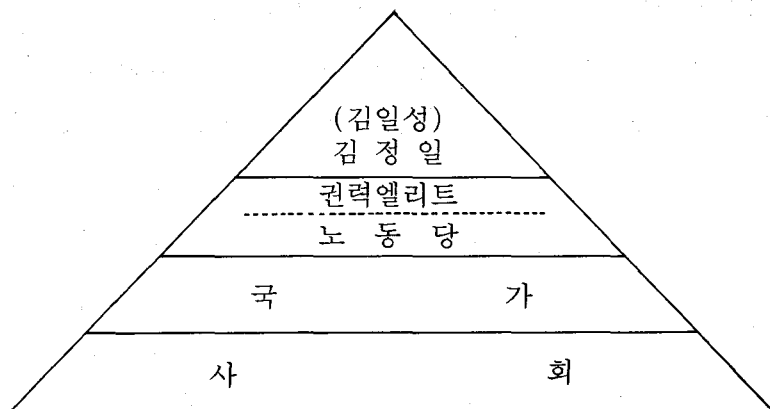 (김일성)
김 정 일
권력엘리트
노 동 당
국 가
사 회